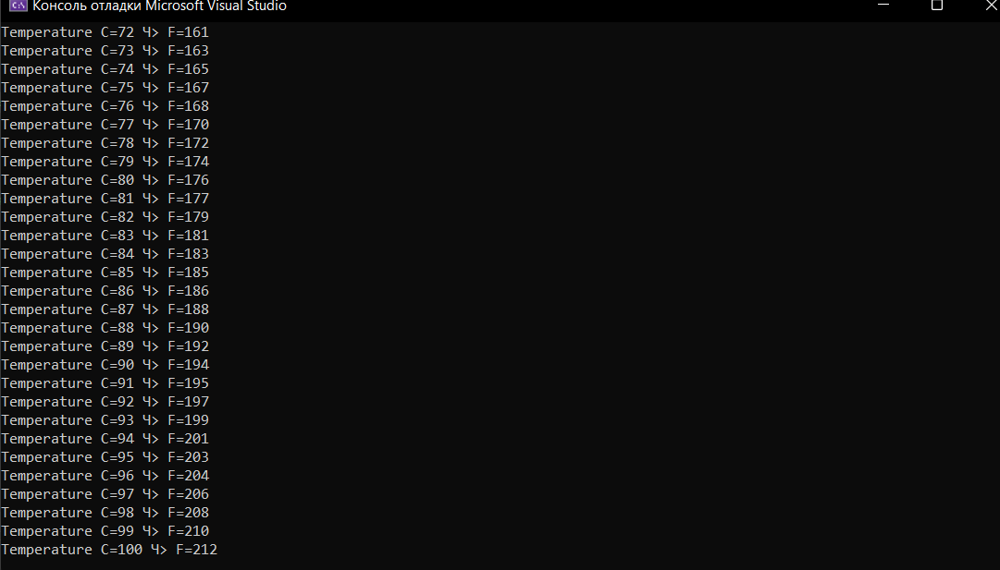 Консоль отладки Microsoft Visual Studio
Temperature C=72 Ч> F=161
Temperature C=73 Ч> F=163
Temperature C=74 Ч> F=165
Temperature C=75 Ч> F=167
Temperature C=76 Ч> F=168
Temperature C=77 Ч> F=170
Temperature C=78 Ч> F=172
Temperature C=79 Ч> F=174
Temperature C=80 Ч> F=176
Temperature C=81 Ч> F=177
Temperature C=82 Ч> F=179
Temperature C=83 Ч> F=181
Temperature C=84 Ч> F=183
Temperature C=85 Ч> F=185
Temperature C=86 Ч> F=186
Temperature C=87 Ч> F=188
Temperature C=88 Ч> F=190
Temperature C=89 Ч> F=192
Temperature C=90 Ч> F=194
Temperature C=91 Ч> F=195
Temperature C=92 Ч> F=197
Temperature C=93 Ч> F=199
Temperature C=94 Ч> F=201
Temperature C=95 Ч> F=203
Temperature C=96 Ч> F=204
Temperature C=97 Ч> F=206
Temperature C=98 Ч> F=208
Temperature C=99 Ч> F=210
Temperature C=100 Ч> F=212